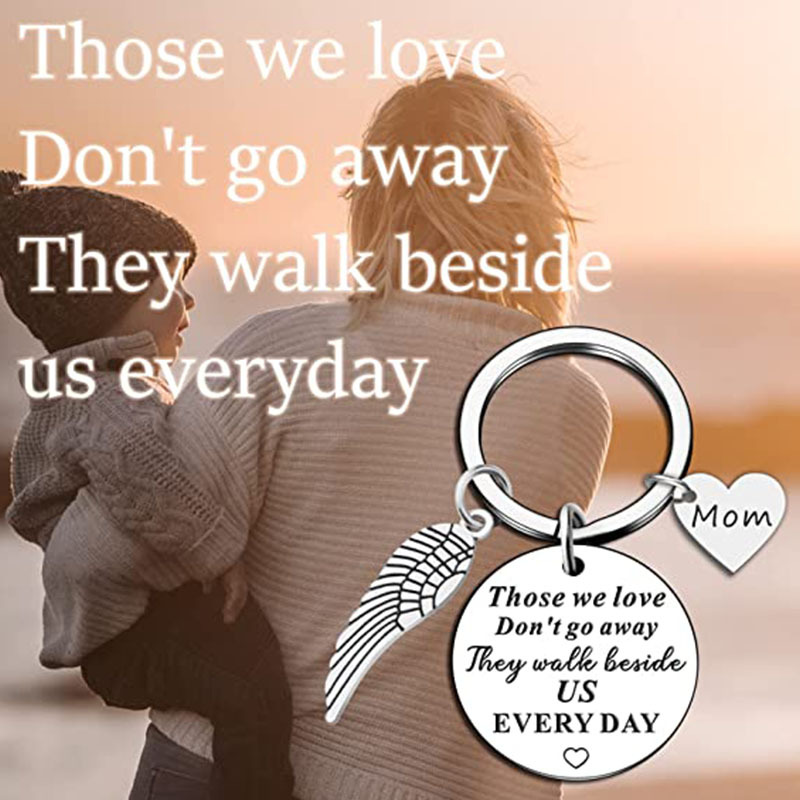 Those we love
Don't go away
They walk beside
us everyday
Mom
Those we love
Don't go away
They walk beside
US
EVERY DAY